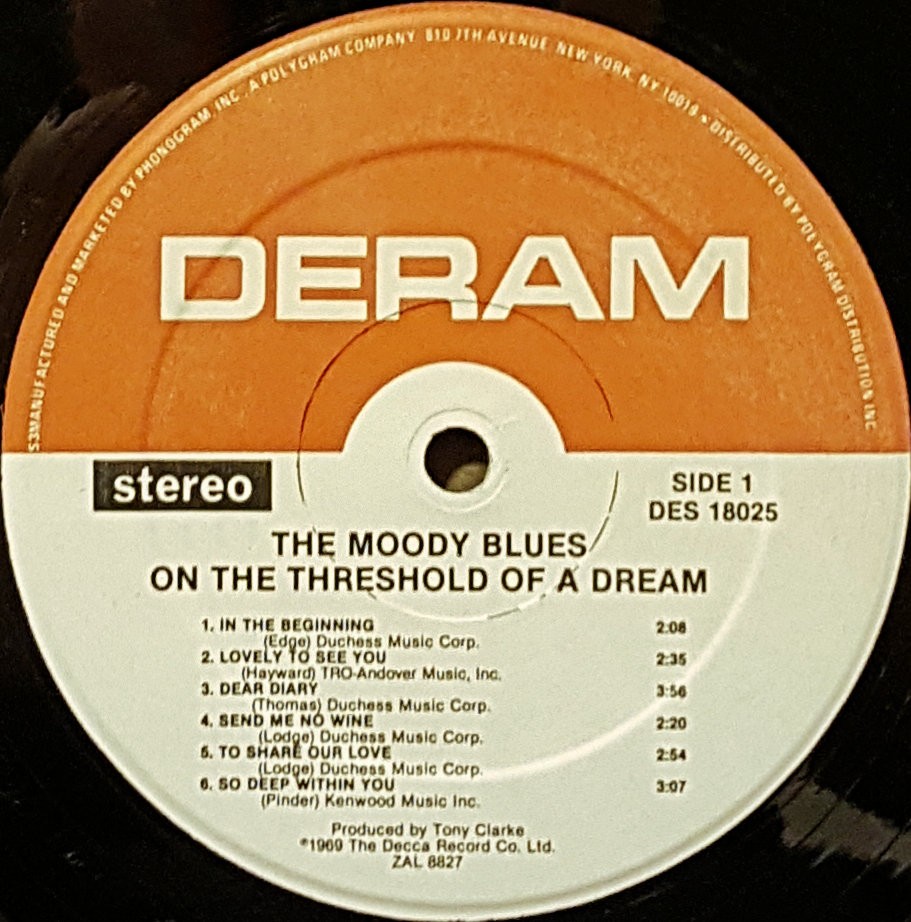 S3MANUFACTURED AND MARKETED BY PHONOGRAM, INC., A POLYGRAM COMPANY 810 7TH AVENUE, NEW YORK, NY 10019 • DISTRIBUTED BY POLYGRAM DISTRIBUTION INC
DERAM
stereo
SIDE 1
DES 18025
THE MOODY BLUES
ON THE THRESHOLD OF A DREAM
1. IN THE BEGINNING 2:08
(Edge) Duchess Music Corp.
2. LOVELY TO SEE YOU 2:35
(Hayward) TRO-Andover Music, Inc.
3. DEAR DIARY 3:56
(Thomas) Duchess Music Corp.
4. SEND ME NO WINE 2:20
(Lodge) Duchess Music Corp.
5. TO SHARE OUR LOVE 2:54
(Lodge) Duchess Music Corp.
6. SO DEEP WITHIN YOU 3:07
(Pinder) Kenwood Music Inc.
Produced by Tony Clarke
℗1969 The Decca Record Co. Ltd.
ZAL 8827